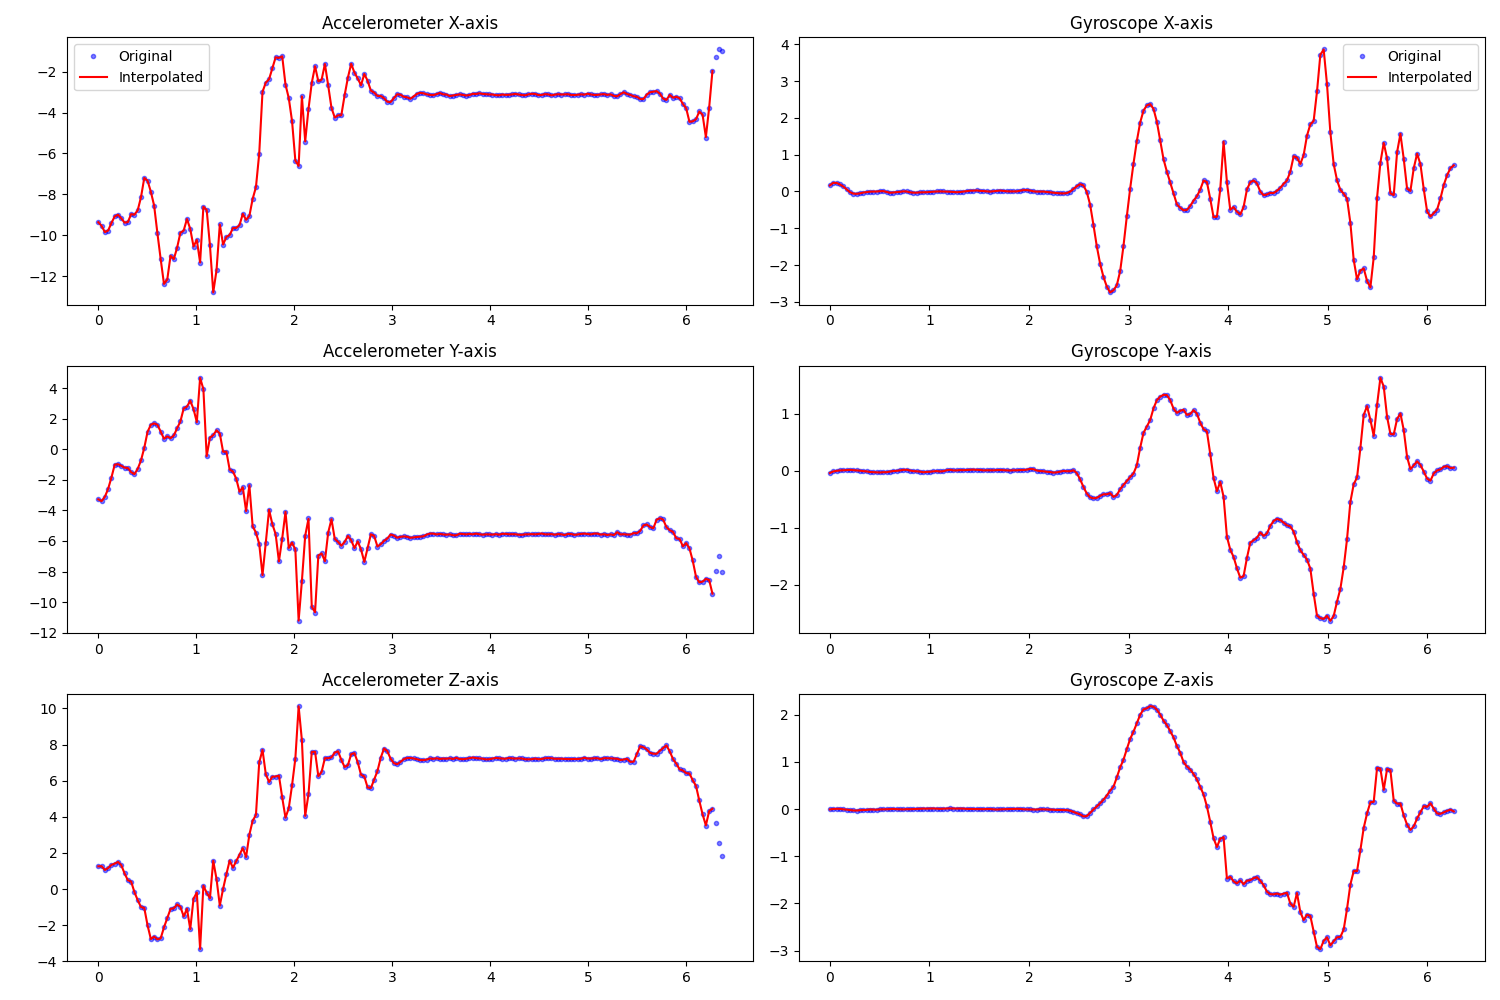 Accelerometer X-axis
Original
Interpolated
−2
−4
−6
−8
−10
−12
0 1 2 3 4 5 6
Gyroscope X-axis
Original
Interpolated
4
3
2
1
0
−1
−2
−3
0 1 2 3 4 5 6
Accelerometer Y-axis
4
2
0
−2
−4
−6
−8
−10
−12
0 1 2 3 4 5 6
Gyroscope Y-axis
1
0
−1
−2
0 1 2 3 4 5 6
Accelerometer Z-axis
10
8
6
4
2
0
−2
−4
0 1 2 3 4 5 6
Gyroscope Z-axis
2
1
0
−1
−2
−3
0 1 2 3 4 5 6